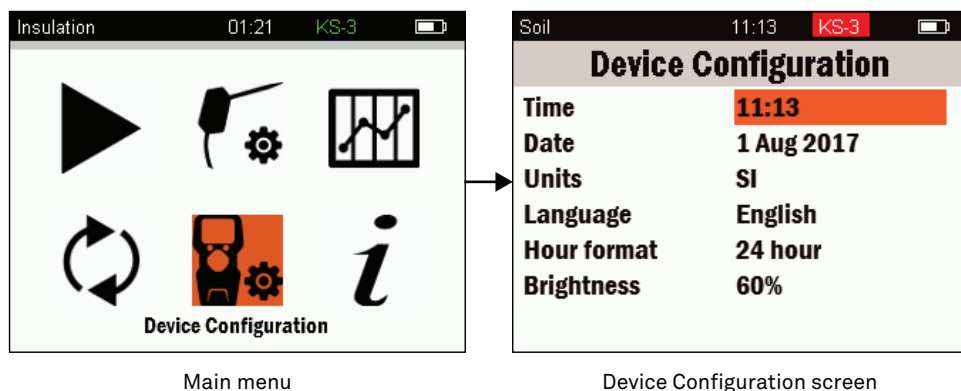 Insulation 01:21 KS-3
Device Configuration
Main menu
Soil 11:13 KS-3
Device Configuration
Time 11:13
Date 1 Aug 2017
Units SI
Language English
Hour format 24 hour
Brightness 60%
Device Configuration screen